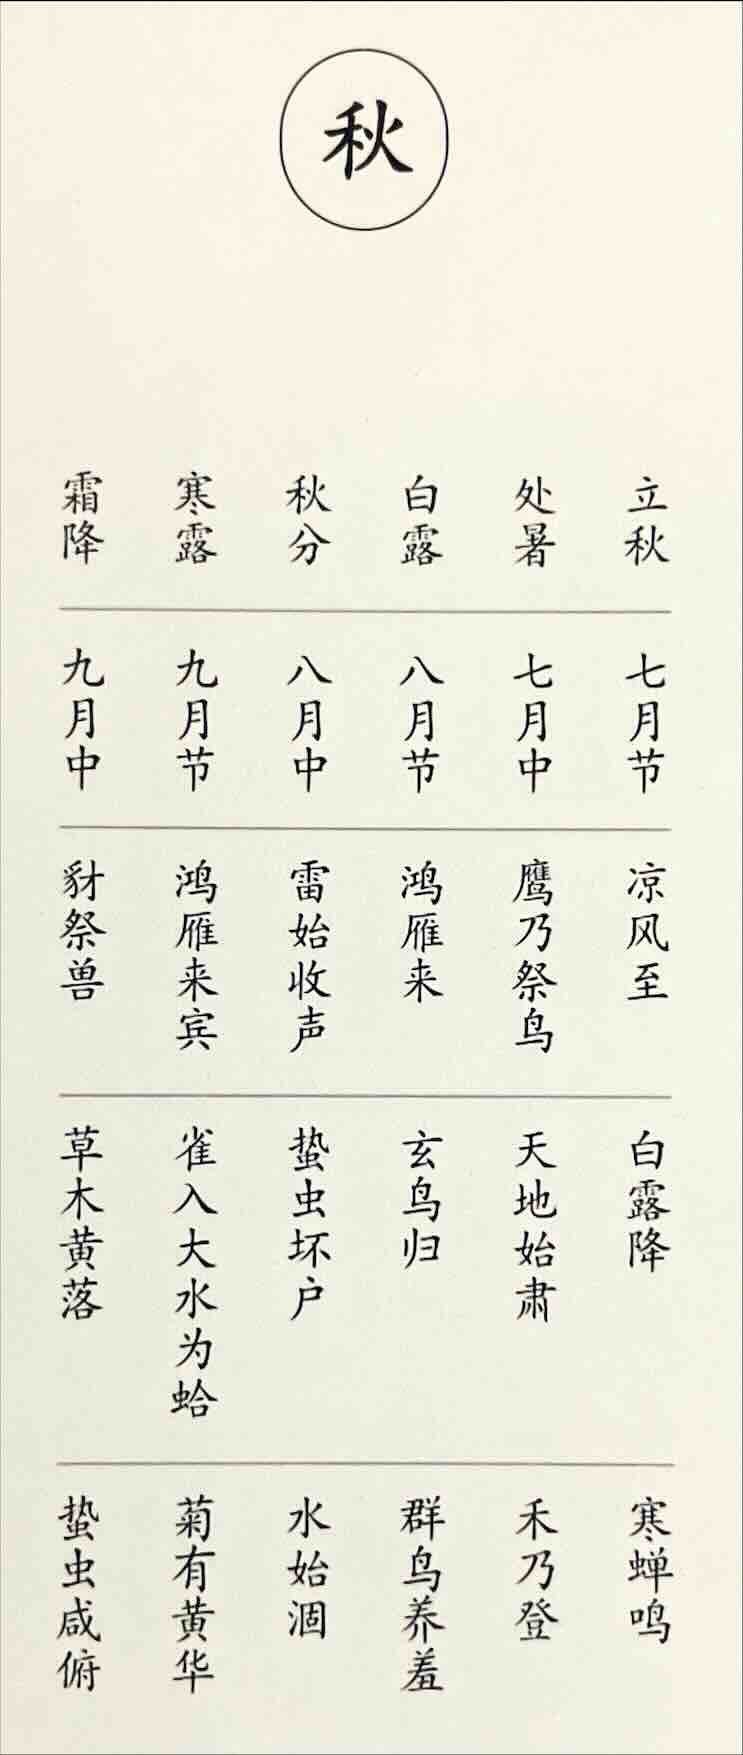 秋
立秋
处暑
白露
秋分
寒露
霜降
七月节
七月中
八月节
八月中
九月节
九月中
凉风至
鹰乃祭鸟
鸿雁来
雷始收声
鸿雁来宾
豺祭兽
白露降
天地始肃
玄鸟归
蛰虫坏户
雀入大水为蛤
草木黄落
寒蝉鸣
禾乃登
群鸟养羞
水始涸
菊有黄华
蛰虫咸俯